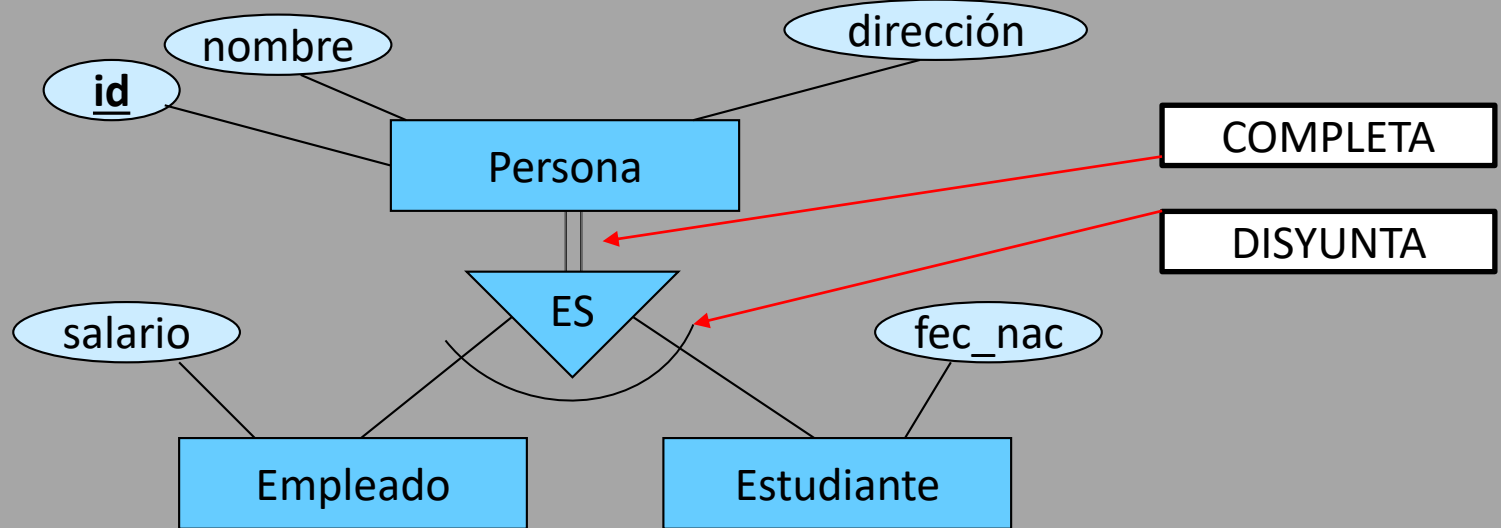 nombre
dirección
id
COMPLETA
Persona
DISYUNTA
ES
salario
fec_nac
Empleado
Estudiante